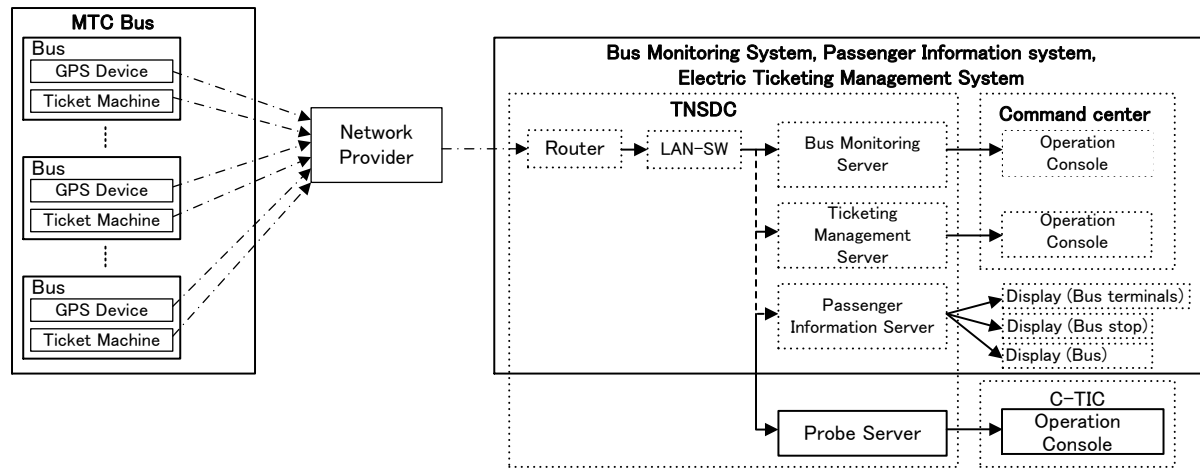 MTC Bus
Bus
GPS Device
Ticket Machine
Bus
GPS Device
Ticket Machine
Bus
GPS Device
Ticket Machine
Network
Provider
Bus Monitoring System, Passenger Information system,
Electric Ticketing Management System
TNSDC
Router
LAN-SW
Bus Monitoring
Server
Ticketing
Management
Server
Passenger
Information Server
Probe Server
Command center
Operation
Console
Operation
Console
Display (Bus terminals)
Display (Bus stop)
Display (Bus)
C-TIC
Operation
Console